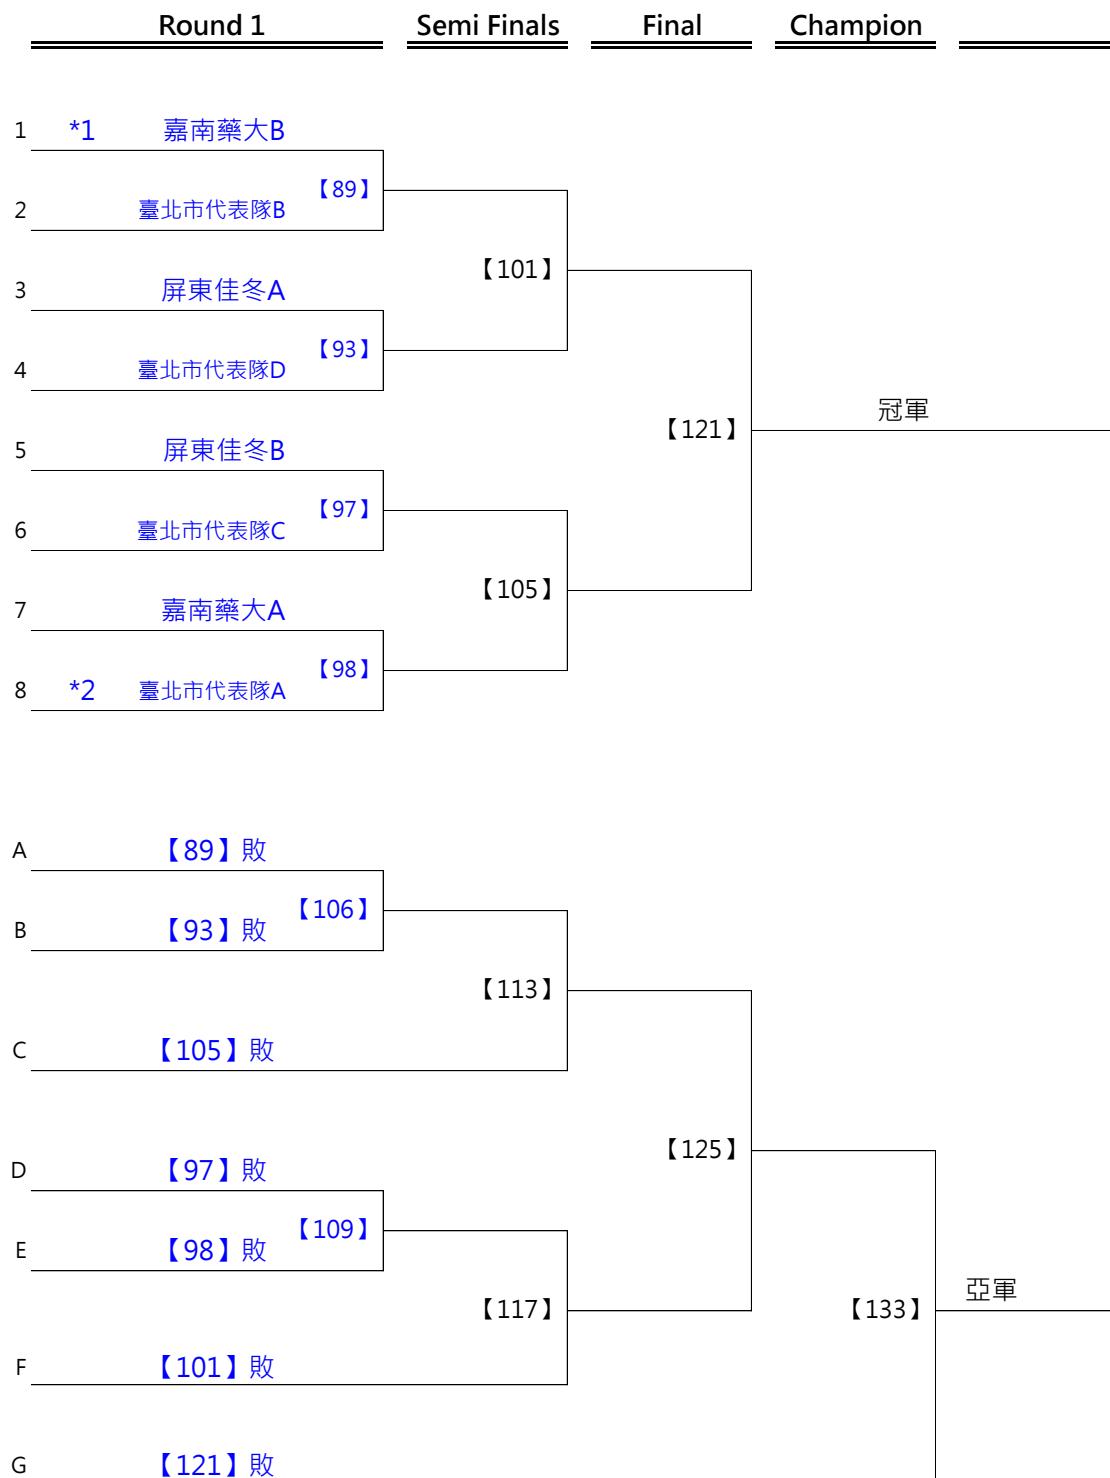 Round 1 Semi Finals Final Champion
1 *1 嘉南藥大B
【89】
2 臺北市代表隊B
【101】
3 屏東佳冬A
【93】
4 臺北市代表隊D
冠軍
【121】
5 屏東佳冬B
【97】
6 臺北市代表隊C
【105】
7 嘉南藥大A
【98】
8 *2 臺北市代表隊A
A 【89】敗
【106】
B 【93】敗
【113】
C 【105】敗
【125】
D 【97】敗
【109】
E 【98】敗
亞軍
【117】 【133】
F 【101】敗
G 【121】敗